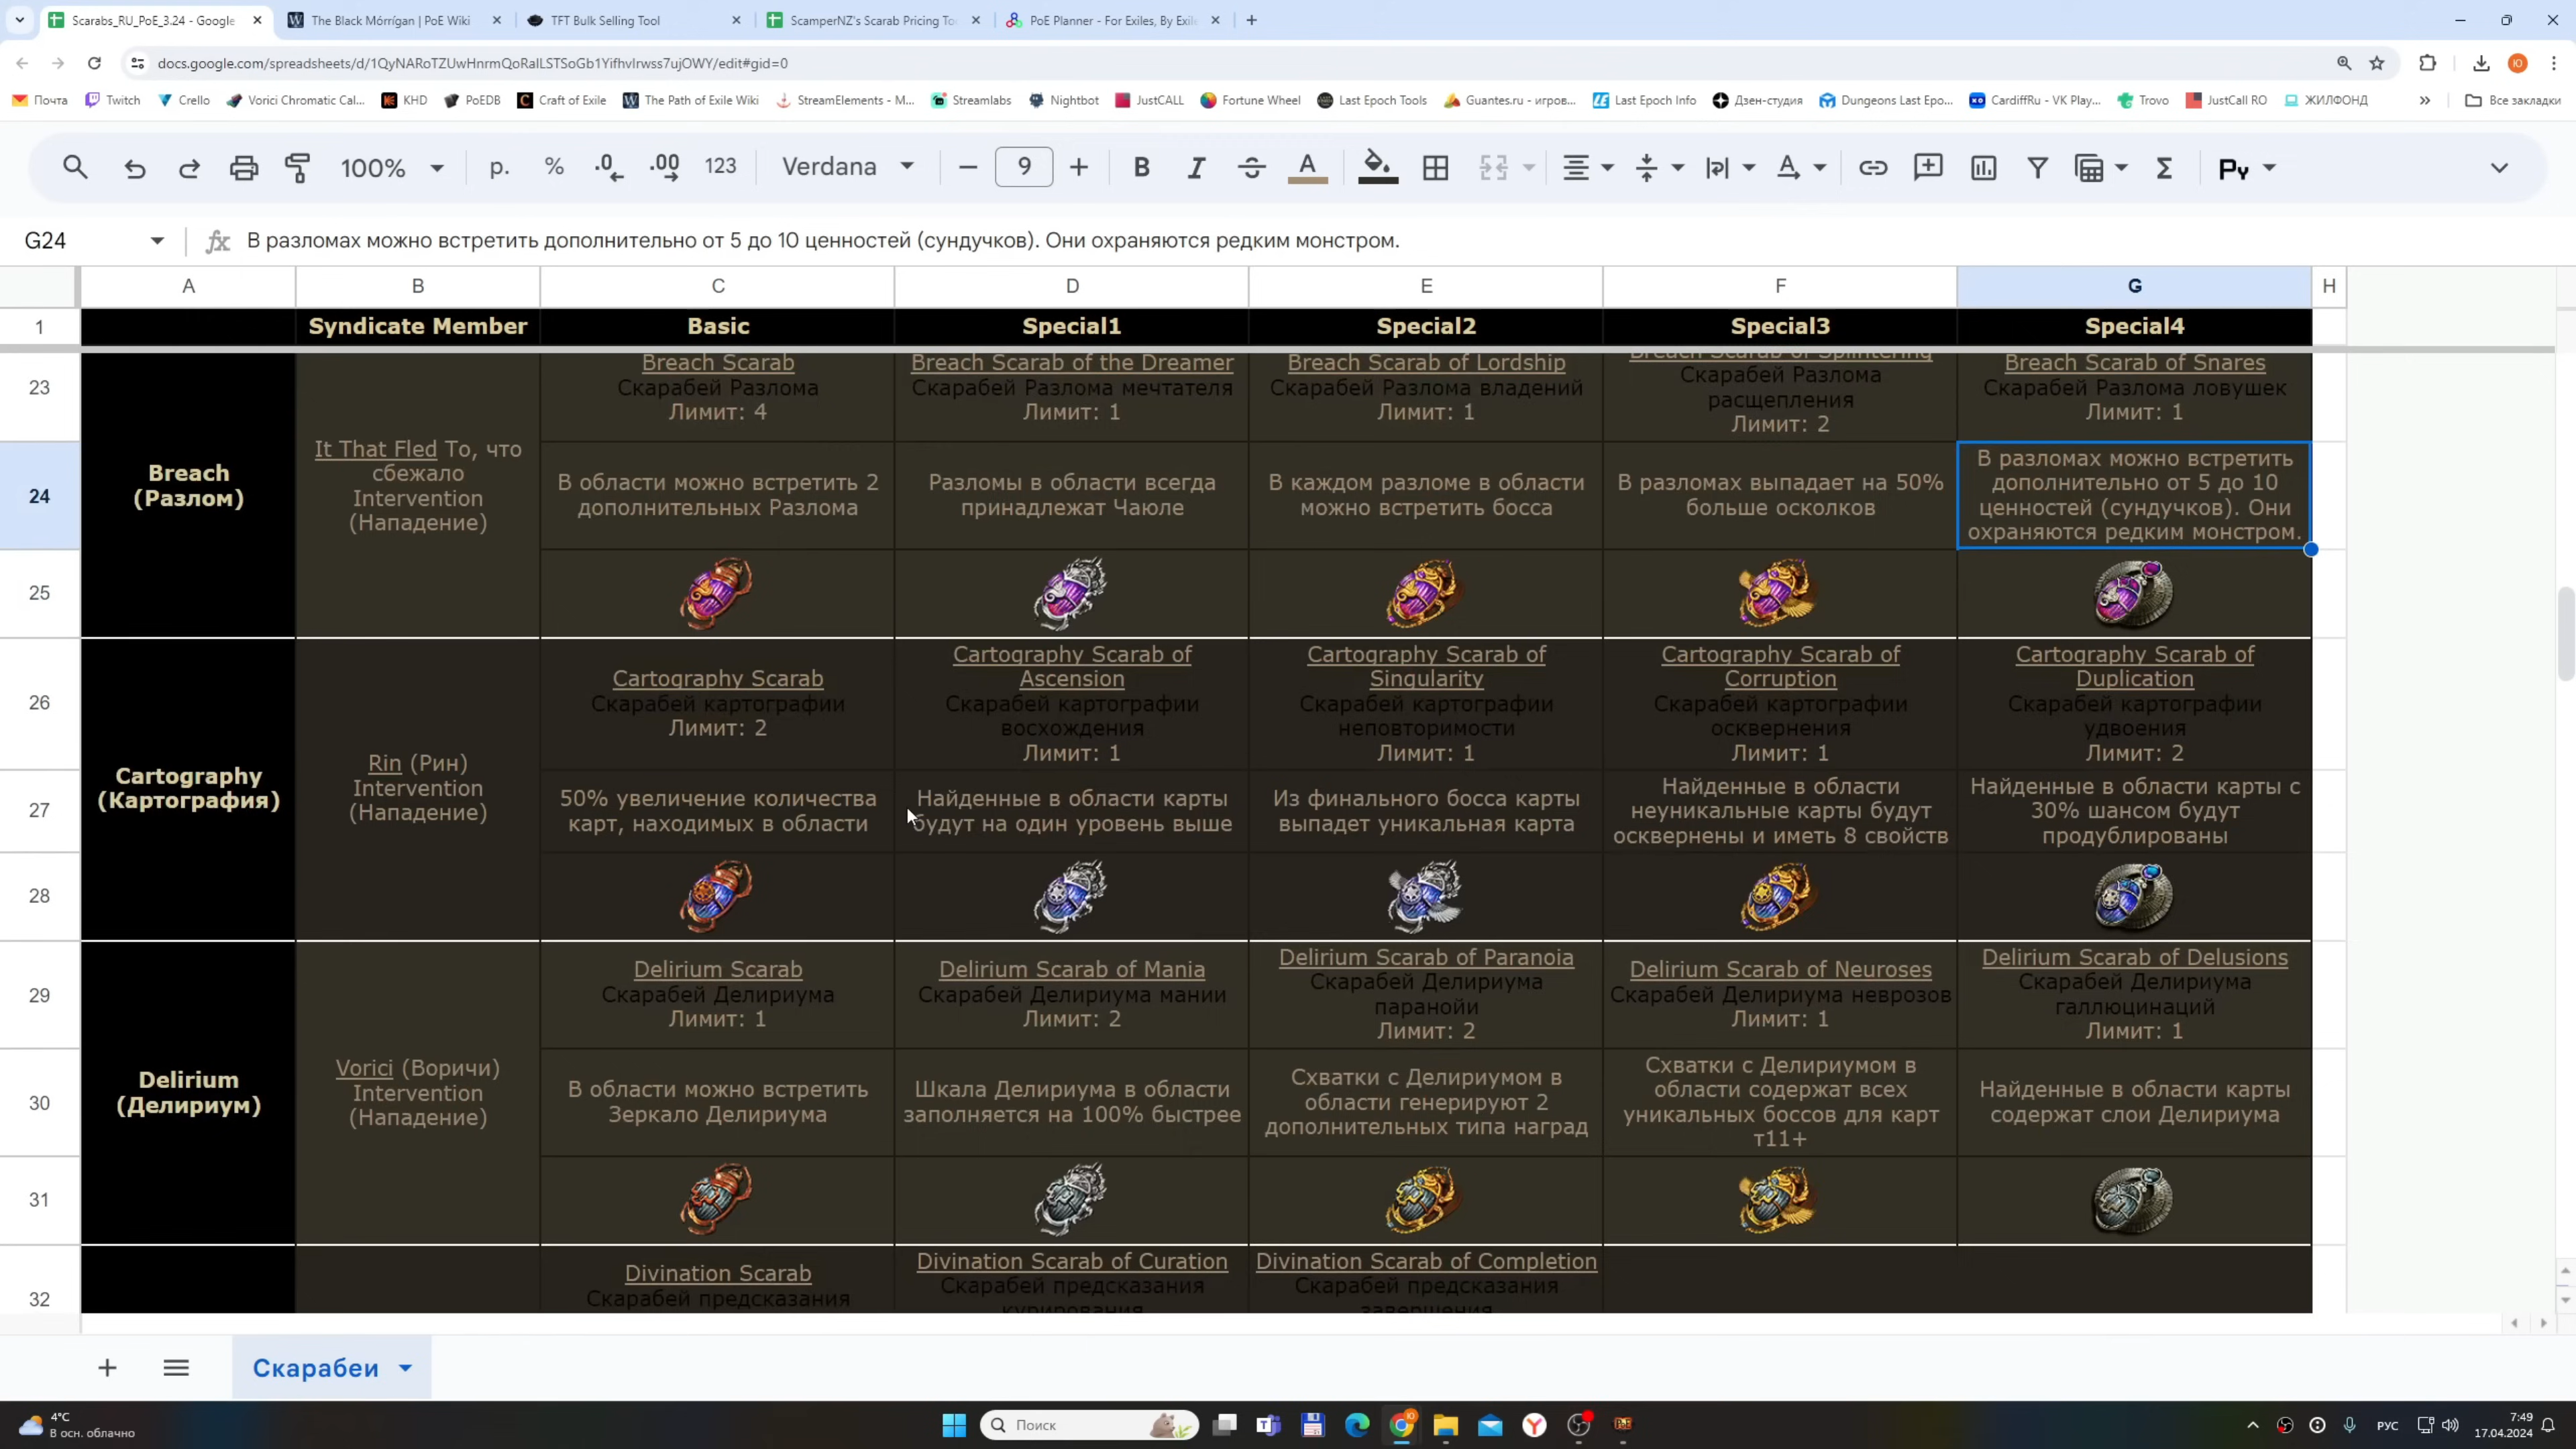 Scarabs_RU_PoE_3.24 - Google
The Black Mórrígan | PoE Wiki
TFT Bulk Selling Tool
ScamperNZ's Scarab Pricing To
PoE Planner - For Exiles, By Exile
docs.google.com/spreadsheets/d/1QyNARoTZUwHnrmQoRaILSTSoGb1YifhvIrwss7ujOWY/edit#gid=0
Почта
Twitch
Crello
Vorici Chromatic Cal...
KHD
PoEDB
Craft of Exile
The Path of Exile Wiki
StreamElements - M...
Streamlabs
Nightbot
JustCALL
Fortune Wheel
Last Epoch Tools
Guantes.ru - игров...
Last Epoch Info
Дзен-студия
Dungeons Last Epo...
CardiffRu - VK Play...
Trovo
JustCall RO
ЖИЛФОНД
Все закладки
100%
р.
%
.0
.00
123
Verdana
9
G24
В разломах можно встретить дополнительно от 5 до 10 ценностей (сундучков). Они охраняются редким монстром.
A B C D E F G H
1
Syndicate Member
Basic
Special1
Special2
Special3
Special4
23
Breach Scarab
Скарабей Разлома
Лимит: 4
Breach Scarab of the Dreamer
Скарабей Разлома мечтателя
Лимит: 1
Breach Scarab of Lordship
Скарабей Разлома владений
Лимит: 1
Breach Scarab of Splintering
Скарабей Разлома
расщепления
Лимит: 2
Breach Scarab of Snares
Скарабей Разлома ловушек
Лимит: 1
Breach
(Разлом)
It That Fled То, что
сбежало
Intervention
(Нападение)
24
В области можно встретить 2
дополнительных Разлома
Разломы в области всегда
принадлежат Чаюле
В каждом разломе в области
можно встретить босса
В разломах выпадает на 50%
больше осколков
В разломах можно встретить
дополнительно от 5 до 10
ценностей (сундучков). Они
охраняются редким монстром.
25
26
Cartography Scarab
Скарабей картографии
Лимит: 2
Cartography Scarab of
Ascension
Скарабей картографии
восхождения
Лимит: 1
Cartography Scarab of
Singularity
Скарабей картографии
неповторимости
Лимит: 1
Cartography Scarab of
Corruption
Скарабей картографии
осквернения
Лимит: 1
Cartography Scarab of
Duplication
Скарабей картографии
удвоения
Лимит: 2
Cartography
(Картография)
Rin (Рин)
Intervention
(Нападение)
27
50% увеличение количества
карт, находимых в области
Найденные в области карты
будут на один уровень выше
Из финального босса карты
выпадет уникальная карта
Найденные в области
неуникальные карты будут
осквернены и иметь 8 свойств
Найденные в области карты с
30% шансом будут
продублированы
28
29
Delirium Scarab
Скарабей Делириума
Лимит: 1
Delirium Scarab of Mania
Скарабей Делириума мании
Лимит: 2
Delirium Scarab of Paranoia
Скарабей Делириума
паранойи
Лимит: 2
Delirium Scarab of Neuroses
Скарабей Делириума неврозов
Лимит: 1
Delirium Scarab of Delusions
Скарабей Делириума
галлюцинаций
Лимит: 1
Delirium
(Делириум)
Vorici (Воричи)
Intervention
(Нападение)
30
В области можно встретить
Зеркало Делириума
Шкала Делириума в области
заполняется на 100% быстрее
Схватки с Делириумом в
области генерируют 2
дополнительных типа наград
Схватки с Делириумом в
области содержат всех
уникальных боссов для карт
т11+
Найденные в области карты
содержат слои Делириума
31
32
Divination Scarab
Скарабей предсказания
Divination Scarab of Curation
Скарабей предсказания
курирования
Divination Scarab of Completion
Скарабей предсказания
завершения
Скарабеи
4°C
В осн. облачно
Поиск
РУС
7:49
17.04.2024